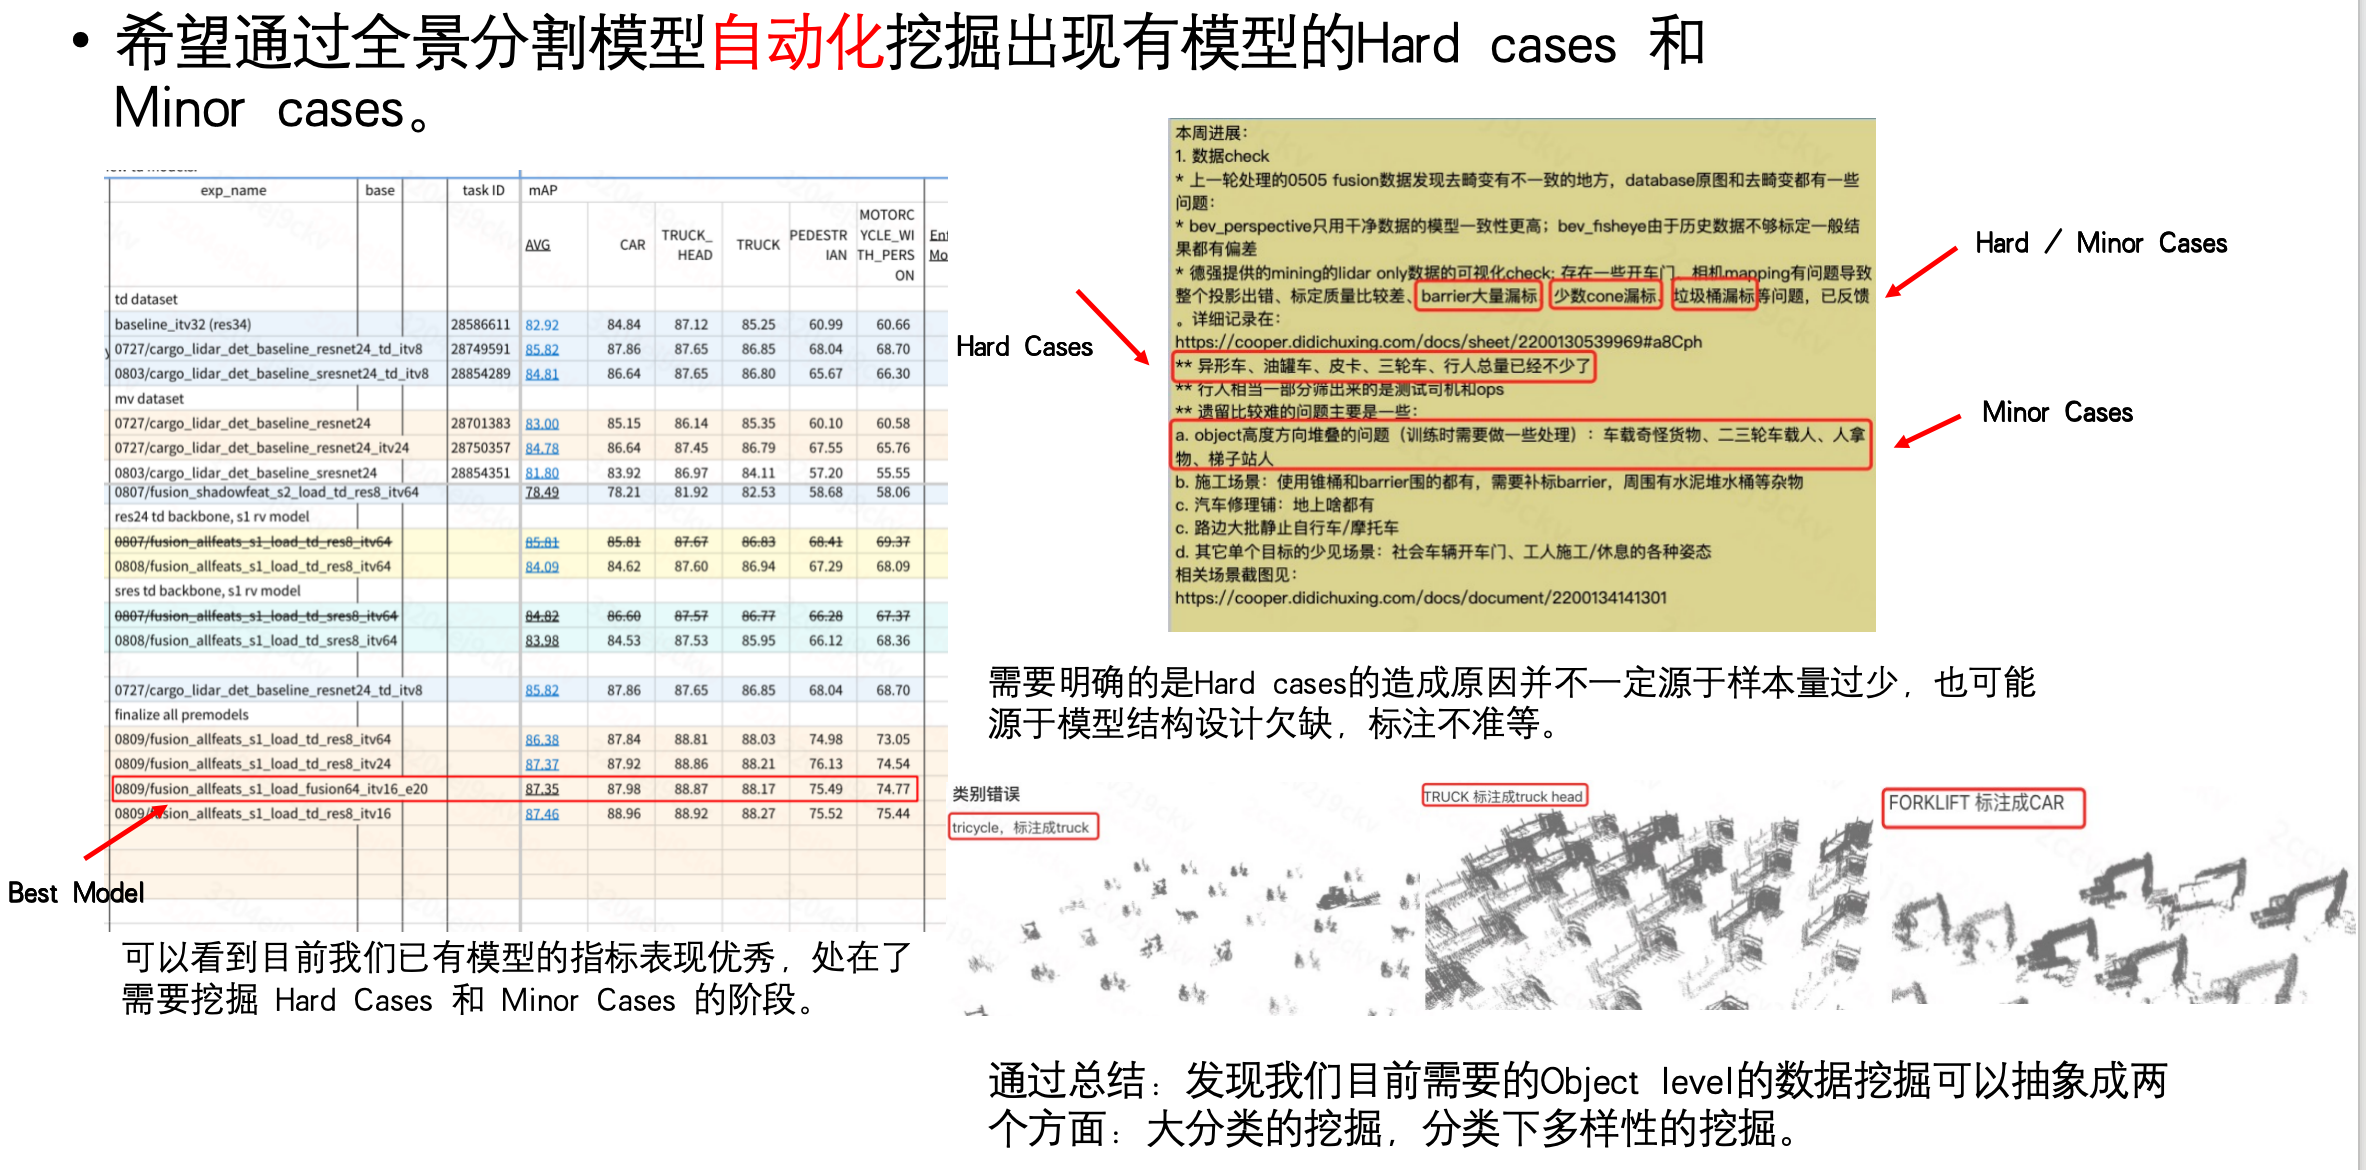 • 希望通过全景分割模型自动化挖掘出现有模型的Hard cases 和
Minor cases。
exp_name base task ID mAP
AVG CAR TRUCK_HEAD TRUCK PEDESTRIAN MOTORCYCLE_WITH_PERSON
td dataset
baseline_itv32 (res34) 28586611 82.92 84.84 87.12 85.25 60.99 60.66
0727/cargo_lidar_det_baseline_resnet24_td_itv8 28749591 85.82 87.86 87.65 86.85 68.04 68.70
0803/cargo_lidar_det_baseline_sresnet24_td_itv8 28854289 84.81 86.64 87.65 86.80 65.67 66.30
mv dataset
0727/cargo_lidar_det_baseline_resnet24 28701383 83.00 85.15 86.14 85.35 60.10 60.58
0727/cargo_lidar_det_baseline_resnet24_itv24 28750357 84.78 86.64 87.45 86.79 67.55 65.76
0803/cargo_lidar_det_baseline_sresnet24 28854351 81.80 83.92 86.97 84.11 57.20 55.55
0807/fusion_shadowfeat_s2_load_td_res8_itv64 78.49 78.21 81.92 82.53 58.68 58.06
res24 td backbone, s1 rv model
0807/fusion_allfeats_s1_load_td_res8_itv64 85.81 85.81 87.67 86.83 68.41 69.37
0808/fusion_allfeats_s1_load_td_res8_itv64 84.09 84.62 87.60 86.94 67.29 68.09
sres td backbone, s1 rv model
0807/fusion_allfeats_s1_load_td_sres8_itv64 84.82 86.60 87.57 86.77 66.28 67.37
0808/fusion_allfeats_s1_load_td_sres8_itv64 83.98 84.53 87.53 85.95 66.12 68.36
0727/cargo_lidar_det_baseline_resnet24_td_itv8 85.82 87.86 87.65 86.85 68.04 68.70
finalize all premodels
0809/fusion_allfeats_s1_load_td_res8_itv64 86.38 87.84 88.81 88.03 74.98 73.05
0809/fusion_allfeats_s1_load_td_res8_itv24 87.37 87.92 88.86 88.21 76.13 74.54
0809/fusion_allfeats_s1_load_fusion64_itv16_e20 87.35 87.98 88.87 88.17 75.49 74.77
0809/fusion_allfeats_s1_load_td_res8_itv16 87.46 88.96 88.92 88.27 75.52 75.44
Best Model
可以看到目前我们已有模型的指标表现优秀，处在了
需要挖掘 Hard Cases 和 Minor Cases 的阶段。
本周进展：
1. 数据check
* 上一轮处理的0505 fusion数据发现去畸变有不一致的地方，database原图和去畸变都有一些
问题：
* bev_perspective只用干净数据的模型一致性更高；bev_fisheye由于历史数据不够标定一般结
果都有偏差
* 德强提供的mining的lidar only数据的可视化check: 存在一些开车门、相机mapping有问题导致
整个投影出错、标定质量比较差、barrier大量漏标、少数cone漏标、垃圾桶漏标等问题，已反馈
。详细记录在：
https://cooper.didichuxing.com/docs/sheet/2200130539969#a8Cph
** 异形车、油罐车、皮卡、三轮车、行人总量已经不少了
** 行人相当一部分筛出来的是测试司机和ops
** 遗留比较难的问题主要是一些：
a. object高度方向堆叠的问题（训练时需要做一些处理）：车载奇怪货物、二三轮车载人、人拿
物、梯子站人
b. 施工场景：使用锥桶和barrier围的都有，需要补标barrier，周围有水泥堆水桶等杂物
c. 汽车修理铺：地上啥都有
c. 路边大批静止自行车/摩托车
d. 其它单个目标的少见场景：社会车辆开车门、工人施工/休息的各种姿态
相关场景截图见：
https://cooper.didichuxing.com/docs/document/2200134141301
Hard Cases
Hard / Minor Cases
Minor Cases
需要明确的是Hard cases的造成原因并不一定源于样本量过少，也可能
源于模型结构设计欠缺，标注不准等。
类别错误
tricycle，标注成truck
TRUCK 标注成truck head
FORKLIFT 标注成CAR
通过总结：发现我们目前需要的Object level的数据挖掘可以抽象成两
个方面：大分类的挖掘，分类下多样性的挖掘。